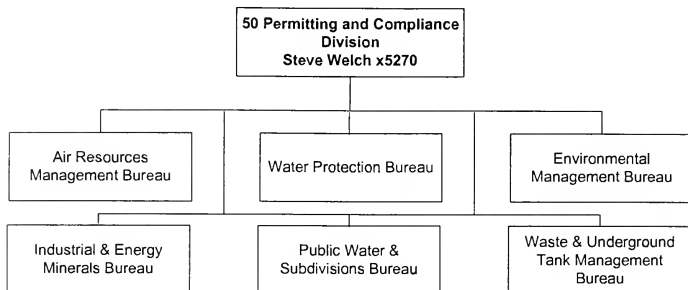 50 Permitting and Compliance
Division
Steve Welch x5270
Air Resources
Management Bureau
Water Protection Bureau
Environmental
Management Bureau
Industrial & Energy
Minerals Bureau
Public Water &
Subdivisions Bureau
Waste & Underground
Tank Management
Bureau